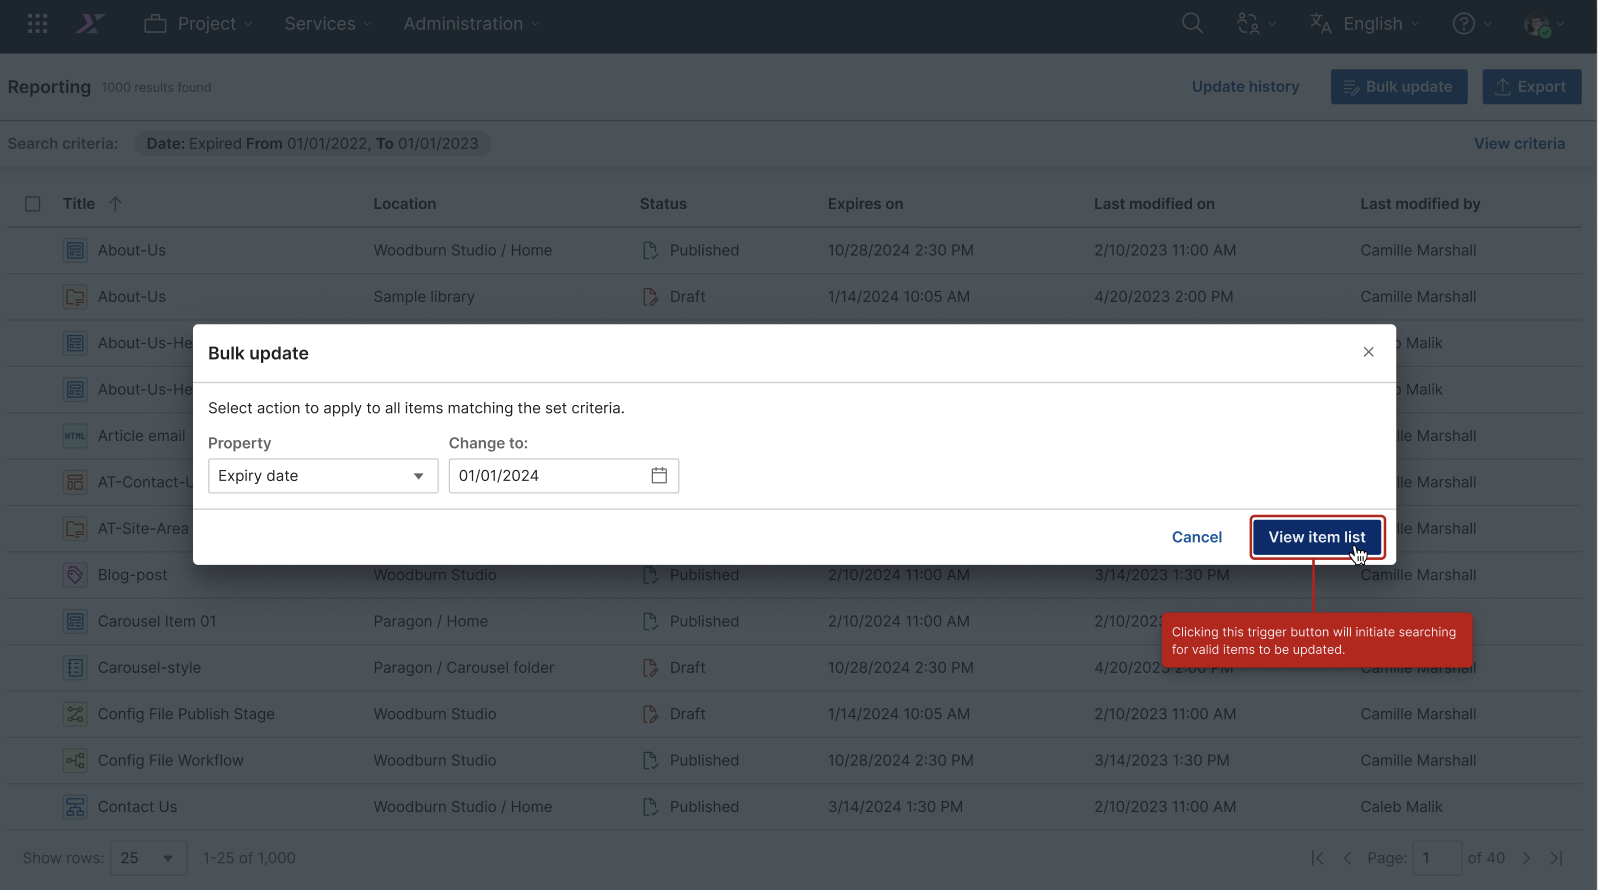 Project Services Administration English
Reporting 1000 results found Update history Bulk update Export
Search criteria: Date: Expired From 01/01/2022, To 01/01/2023 View criteria
Title Location Status Expires on Last modified on Last modified by
About-Us Woodburn Studio / Home Published 10/28/2024 2:30 PM 2/10/2023 11:00 AM Camille Marshall
About-Us Sample library Draft 1/14/2024 10:05 AM 4/20/2023 2:00 PM Camille Marshall
About-Us-He Malik
Bulk update
About-Us-He Malik
Select action to apply to all items matching the set criteria.
HTML Article email Marshall
Property Change to:
Expiry date 01/01/2024
AT-Contact-U Marshall
AT-Site-Area Marshall
Cancel View item list
Blog-post Woodburn Studio Published 2/10/2024 11:00 AM 3/14/2023 1:30 PM Camille Marshall
Carousel Item 01 Paragon / Home Published 2/10/2024 11:00 AM 2/10/202
Clicking this trigger button will initiate searching
for valid items to be updated.
Carousel-style Paragon / Carousel folder Draft 10/28/2024 2:30 PM 4/20/2023 2:00 PM Camille Marshall
Config File Publish Stage Woodburn Studio Draft 1/14/2024 10:05 AM 2/10/2023 11:00 AM Camille Marshall
Config File Workflow Woodburn Studio Published 10/28/2024 2:30 PM 3/14/2023 1:30 PM Camille Marshall
Contact Us Woodburn Studio / Home Published 3/14/2024 1:30 PM 2/10/2023 11:00 AM Caleb Malik
Show rows: 25 1-25 of 1,000 Page: 1 of 40